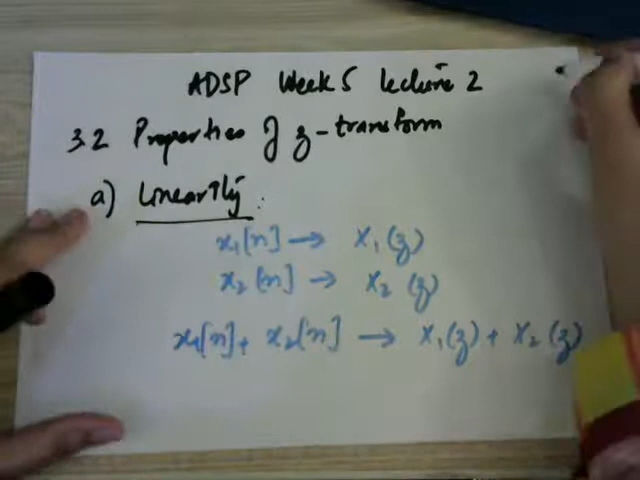 ADSP Week 5 Lecture 2
3.2 Properties of z-transform
a) Linearity :
x₁[n] → X₁(z)
x₂[n] → X₂(z)
x₁[n] + x₂[n] → X₁(z) + X₂(z)